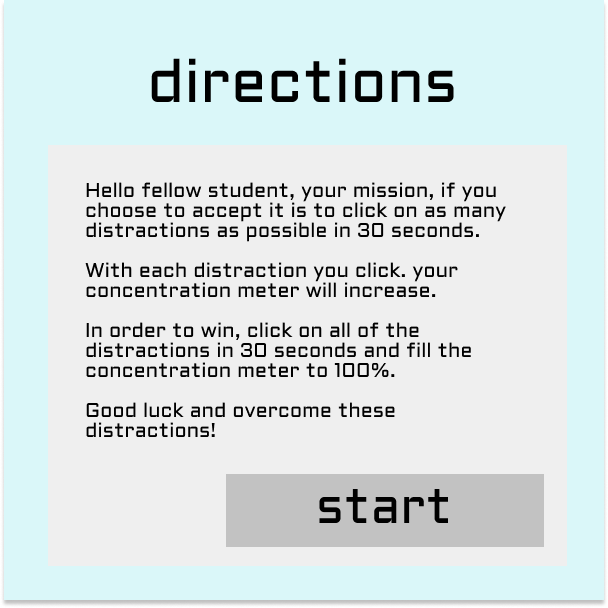 directions
Hello fellow student, your mission, if you
choose to accept it is to click on as many
distractions as possible in 30 seconds.
With each distraction you click. your
concentration meter will increase.
In order to win, click on all of the
distractions in 30 seconds and fill the
concentration meter to 100%.
Good luck and overcome these
distractions!
start